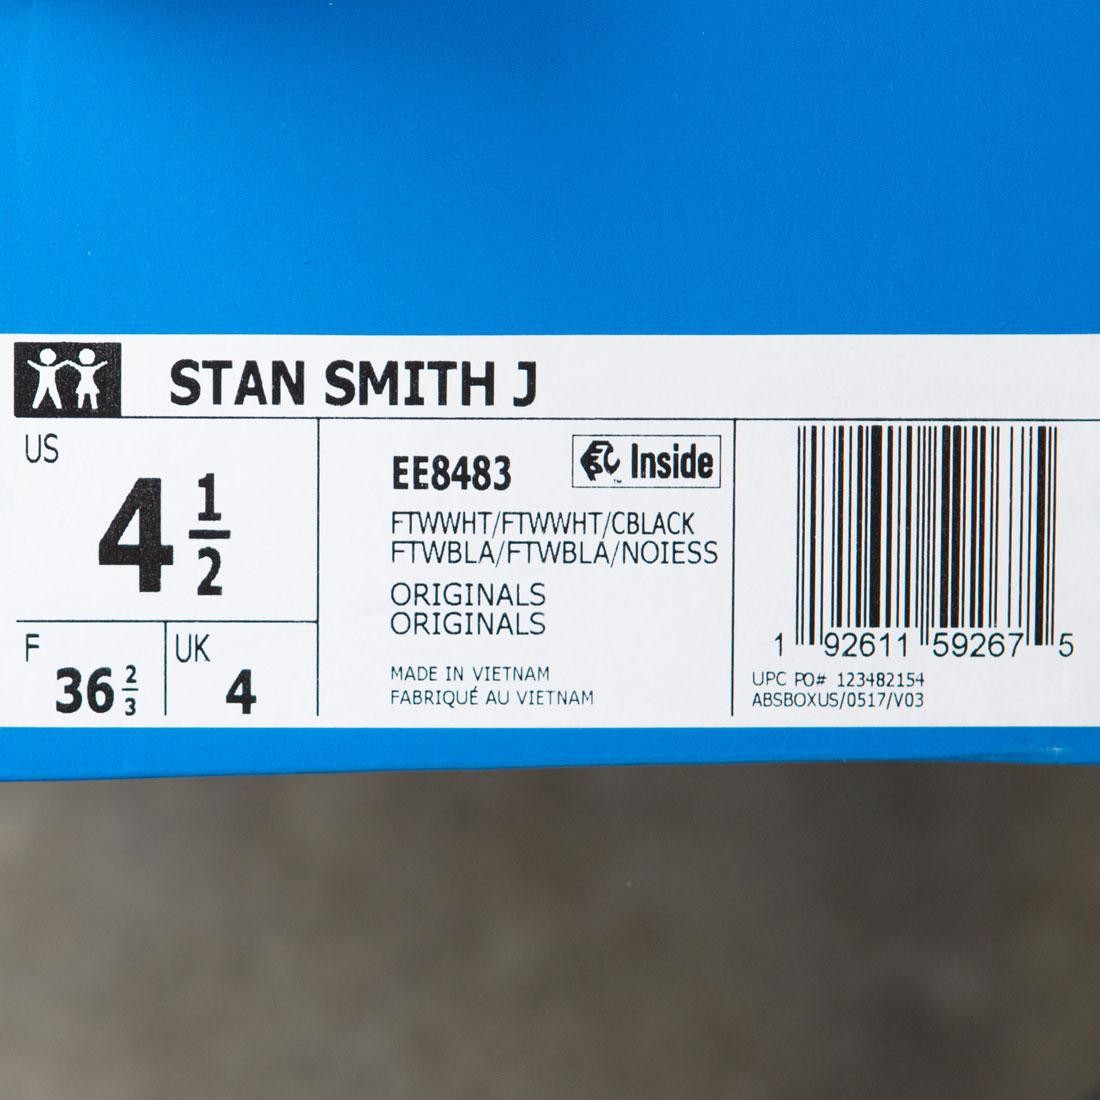 STAN SMITH J
US
4 1/2
F
36 2/3
UK
4
EE8483
Inside
™
FTWWHT/FTWWHT/CBLACK
FTWBLA/FTWBLA/NOIESS
ORIGINALS
ORIGINALS
MADE IN VIETNAM
FABRIQUÉ AU VIETNAM
1 92611 59267 5
UPC PO# 123482154
ABSBOXUS/0517/V03